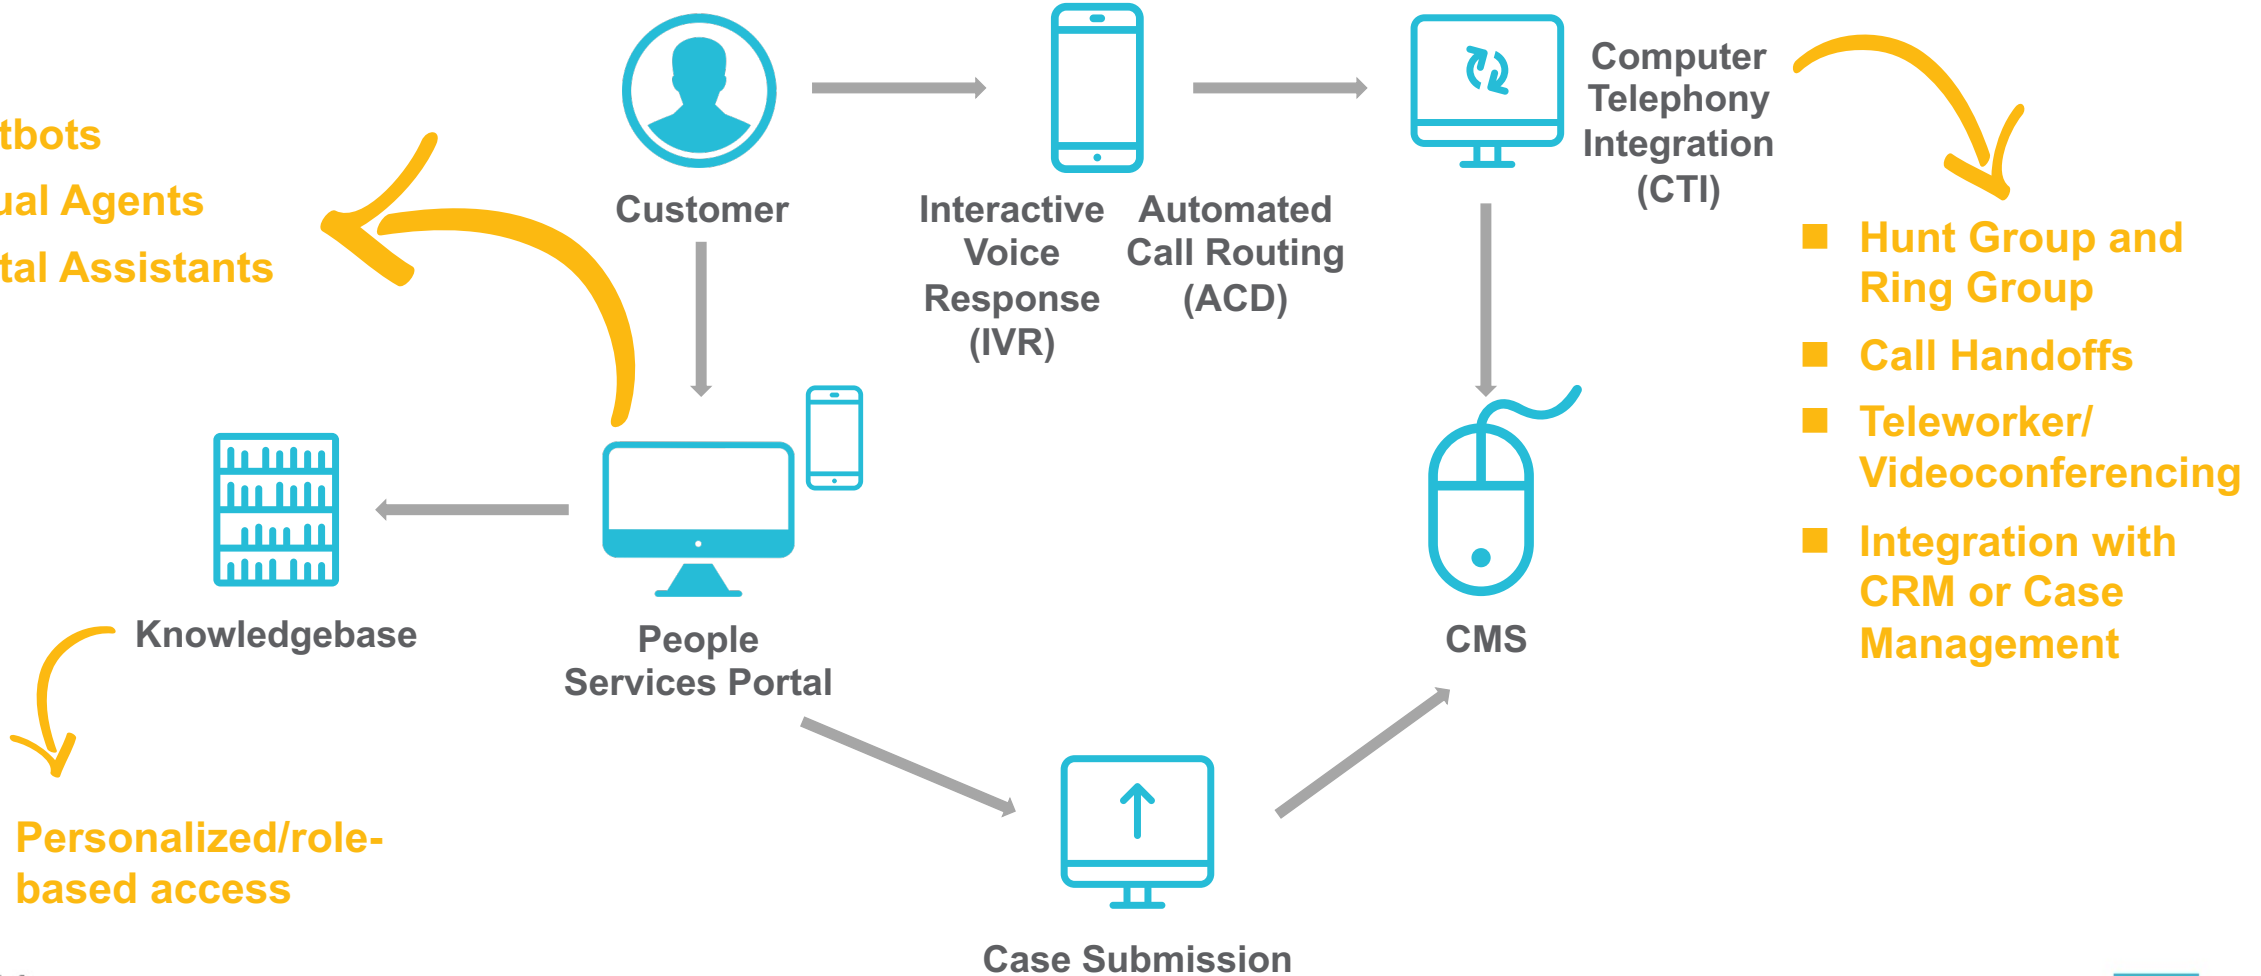 Computer
Telephony
Integration
(CTI)
tbots
ual Agents
tal Assistants
Customer
Interactive
Voice
Response
(IVR)
Automated
Call Routing
(ACD)
Hunt Group and
Ring Group
Call Handoffs
Teleworker/
Videoconferencing
Integration with
CRM or Case
Management
Knowledgebase
People
Services Portal
CMS
Personalized/role-
based access
Case Submission